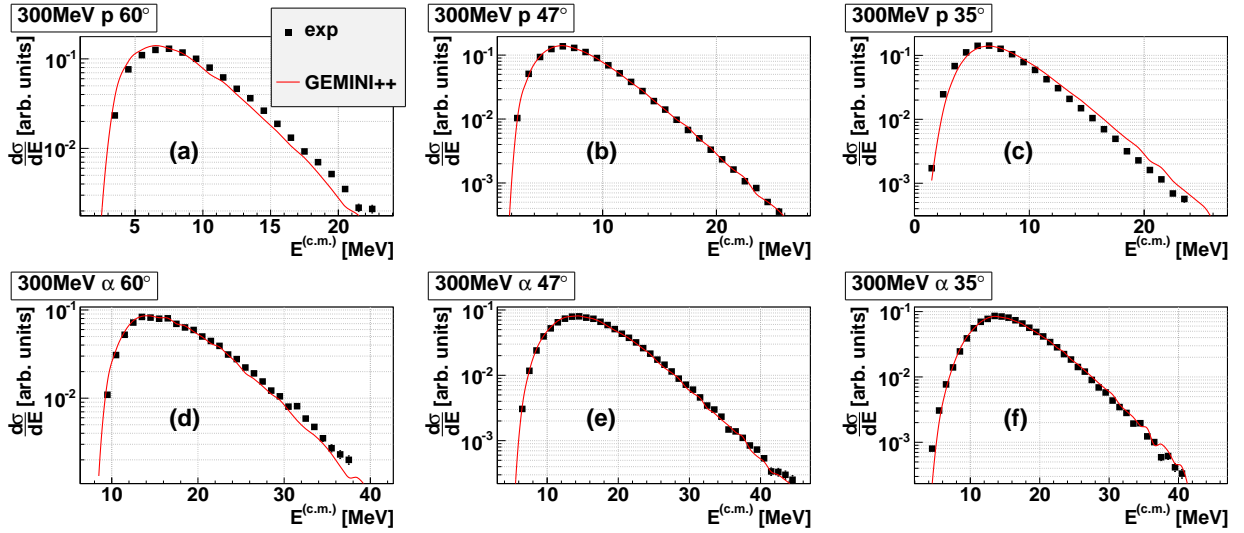 300MeV p 60°
exp
GEMINI++
(a)
dσ/dE [arb. units]
10⁻¹
10⁻²
5 10 15 20
E^(c.m.) [MeV]
300MeV p 47°
(b)
dσ/dE [arb. units]
10⁻¹
10⁻²
10⁻³
10 20
E^(c.m.) [MeV]
300MeV p 35°
(c)
dσ/dE [arb. units]
10⁻¹
10⁻²
10⁻³
0 10 20
E^(c.m.) [MeV]
300MeV α 60°
(d)
dσ/dE [arb. units]
10⁻¹
10⁻²
10 20 30 40
E^(c.m.) [MeV]
300MeV α 47°
(e)
dσ/dE [arb. units]
10⁻¹
10⁻²
10⁻³
10 20 30 40
E^(c.m.) [MeV]
300MeV α 35°
(f)
dσ/dE [arb. units]
10⁻¹
10⁻²
10⁻³
10 20 30 40
E^(c.m.) [MeV]